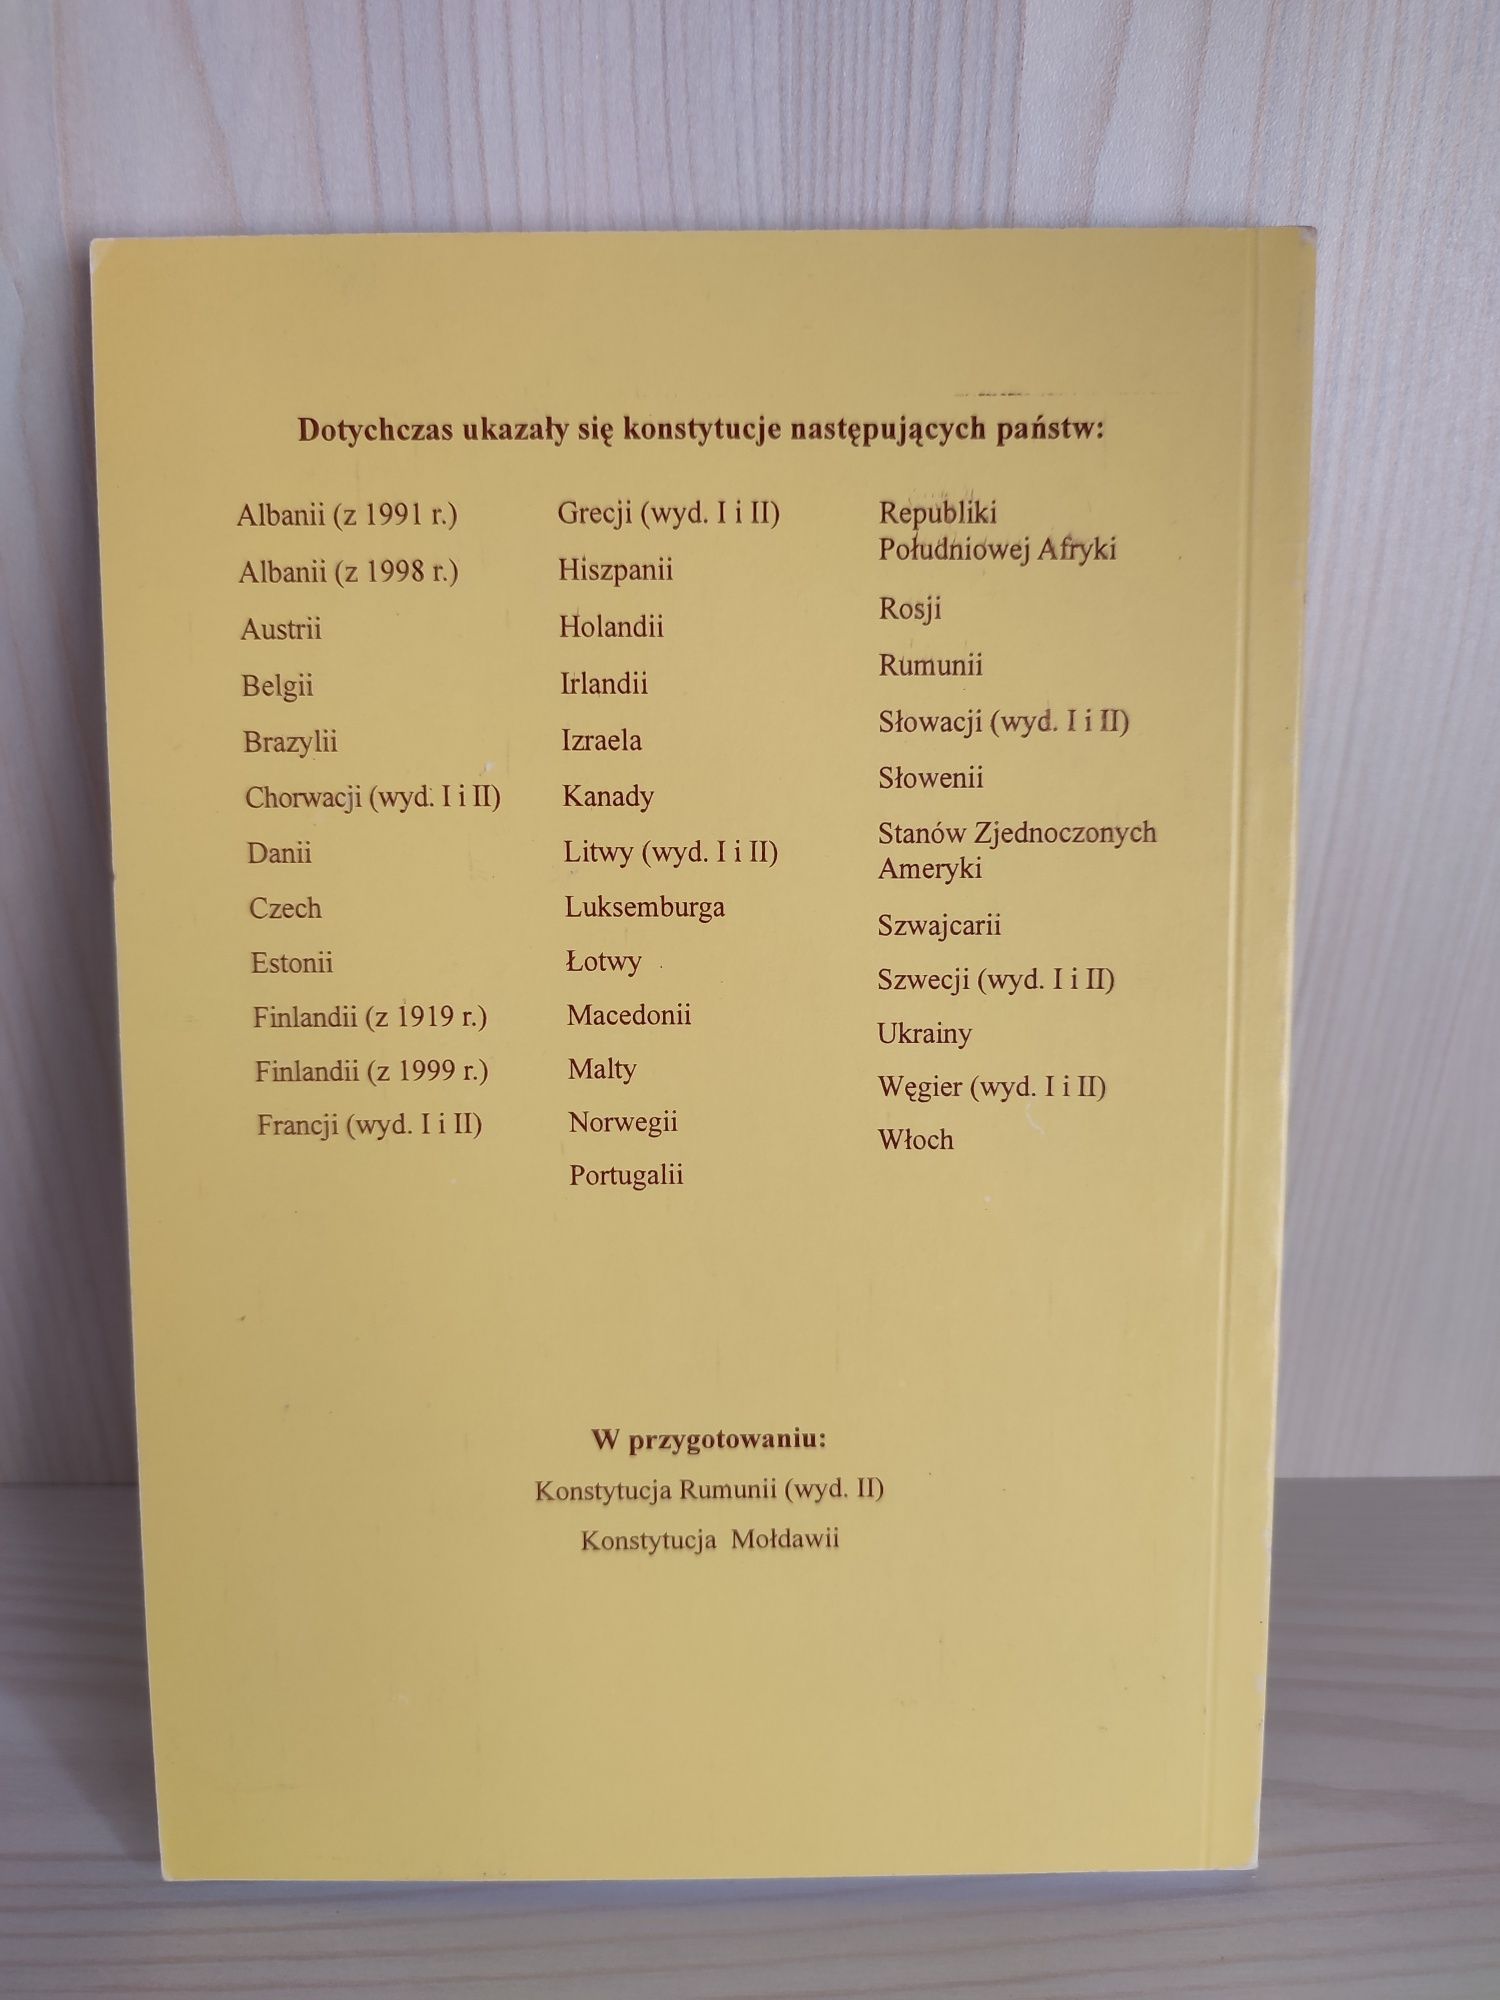 Dotychczas ukazały się konstytucje następujących państw:
Albanii (z 1991 r.)
Albanii (z 1998 r.)
Austrii
Belgii
Brazylii
Chorwacji (wyd. I i II)
Danii
Czech
Estonii
Finlandii (z 1919 r.)
Finlandii (z 1999 r.)
Francji (wyd. I i II)
Grecji (wyd. I i II)
Hiszpanii
Holandii
Irlandii
Izraela
Kanady
Litwy (wyd. I i II)
Luksemburga
Łotwy
Macedonii
Malty
Norwegii
Portugalii
Republiki
Południowej Afryki
Rosji
Rumunii
Słowacji (wyd. I i II)
Słowenii
Stanów Zjednoczonych
Ameryki
Szwajcarii
Szwecji (wyd. I i II)
Ukrainy
Węgier (wyd. I i II)
Włoch
W przygotowaniu:
Konstytucja Rumunii (wyd. II)
Konstytucja Mołdawii